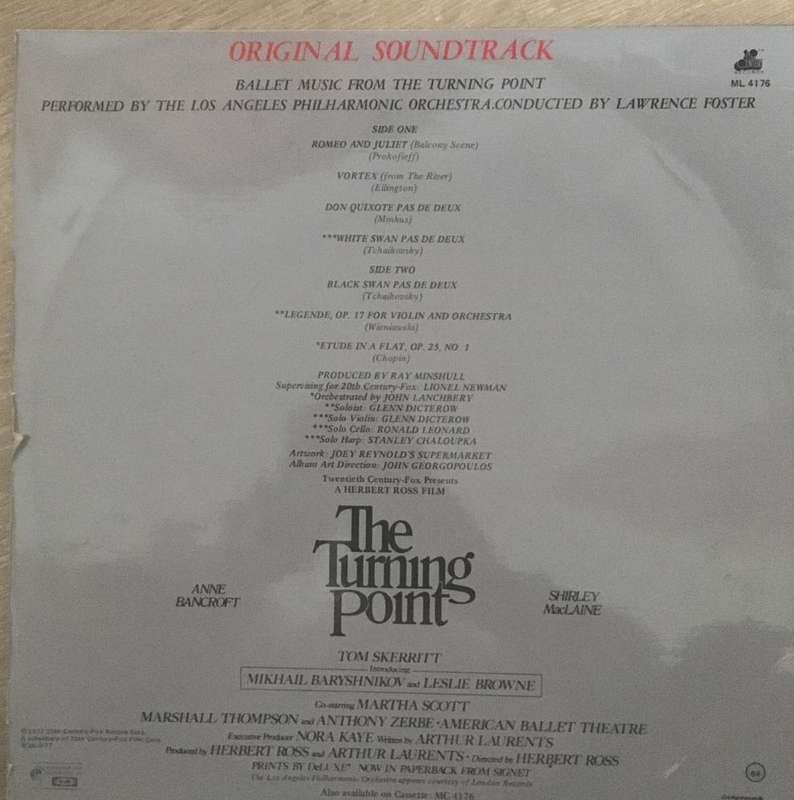 ORIGINAL SOUNDTRACK
ML 4176
BALLET MUSIC FROM THE TURNING POINT
PERFORMED BY THE LOS ANGELES PHILHARMONIC ORCHESTRA.CONDUCTED BY LAWRENCE FOSTER
SIDE ONE
ROMEO AND JULIET (Balcony Scene)
(Prokofieff)
VORTEX (from The River)
(Ellington)
DON QUIXOTE PAS DE DEUX
(Minkus)
***WHITE SWAN PAS DE DEUX
(Tchaikovsky)
SIDE TWO
BLACK SWAN PAS DE DEUX
(Tchaikovsky)
**LEGENDE, OP. 17 FOR VIOLIN AND ORCHESTRA
(Wieniawski)
*ETUDE IN A FLAT, OP. 25, NO 1
(Chopin)
PRODUCED BY RAY MINSHULL
Supervising for 20th Century-Fox: LIONEL NEWMAN
*Orchestrated by JOHN LANCHBERY
**Soloist: GLENN DICTEROW
***Solo Violin: GLENN DICTEROW
***Solo Cello: RONALD LEONARD
***Solo Harp: STANLEY CHALOUPKA
Artwork: JOEY REYNOLD'S SUPERMARKET
Album Art Direction: JOHN GEORGOPOULOS
Twentieth Century-Fox Presents
A HERBERT ROSS FILM
The
Turning
Point
ANNE
BANCROFT
SHIRLEY
MacLAINE
TOM SKERRITT
Introducing
MIKHAIL BARYSHNIKOV and LESLIE BROWNE
Co-starring MARTHA SCOTT
MARSHALL THOMPSON and ANTHONY ZERBE·AMERICAN BALLET THEATRE
Executive Producer NORA KAYE Written by ARTHUR LAURENTS
Produced by HERBERT ROSS and ARTHUR LAURENTS·Directed by HERBERT ROSS
PRINTS BY DeLUXE® NOW IN PAPERBACK FROM SIGNET
The Los Angeles Philharmonic Orchestra appears courtesy of London Records
Also available on Cassette: MC 4176